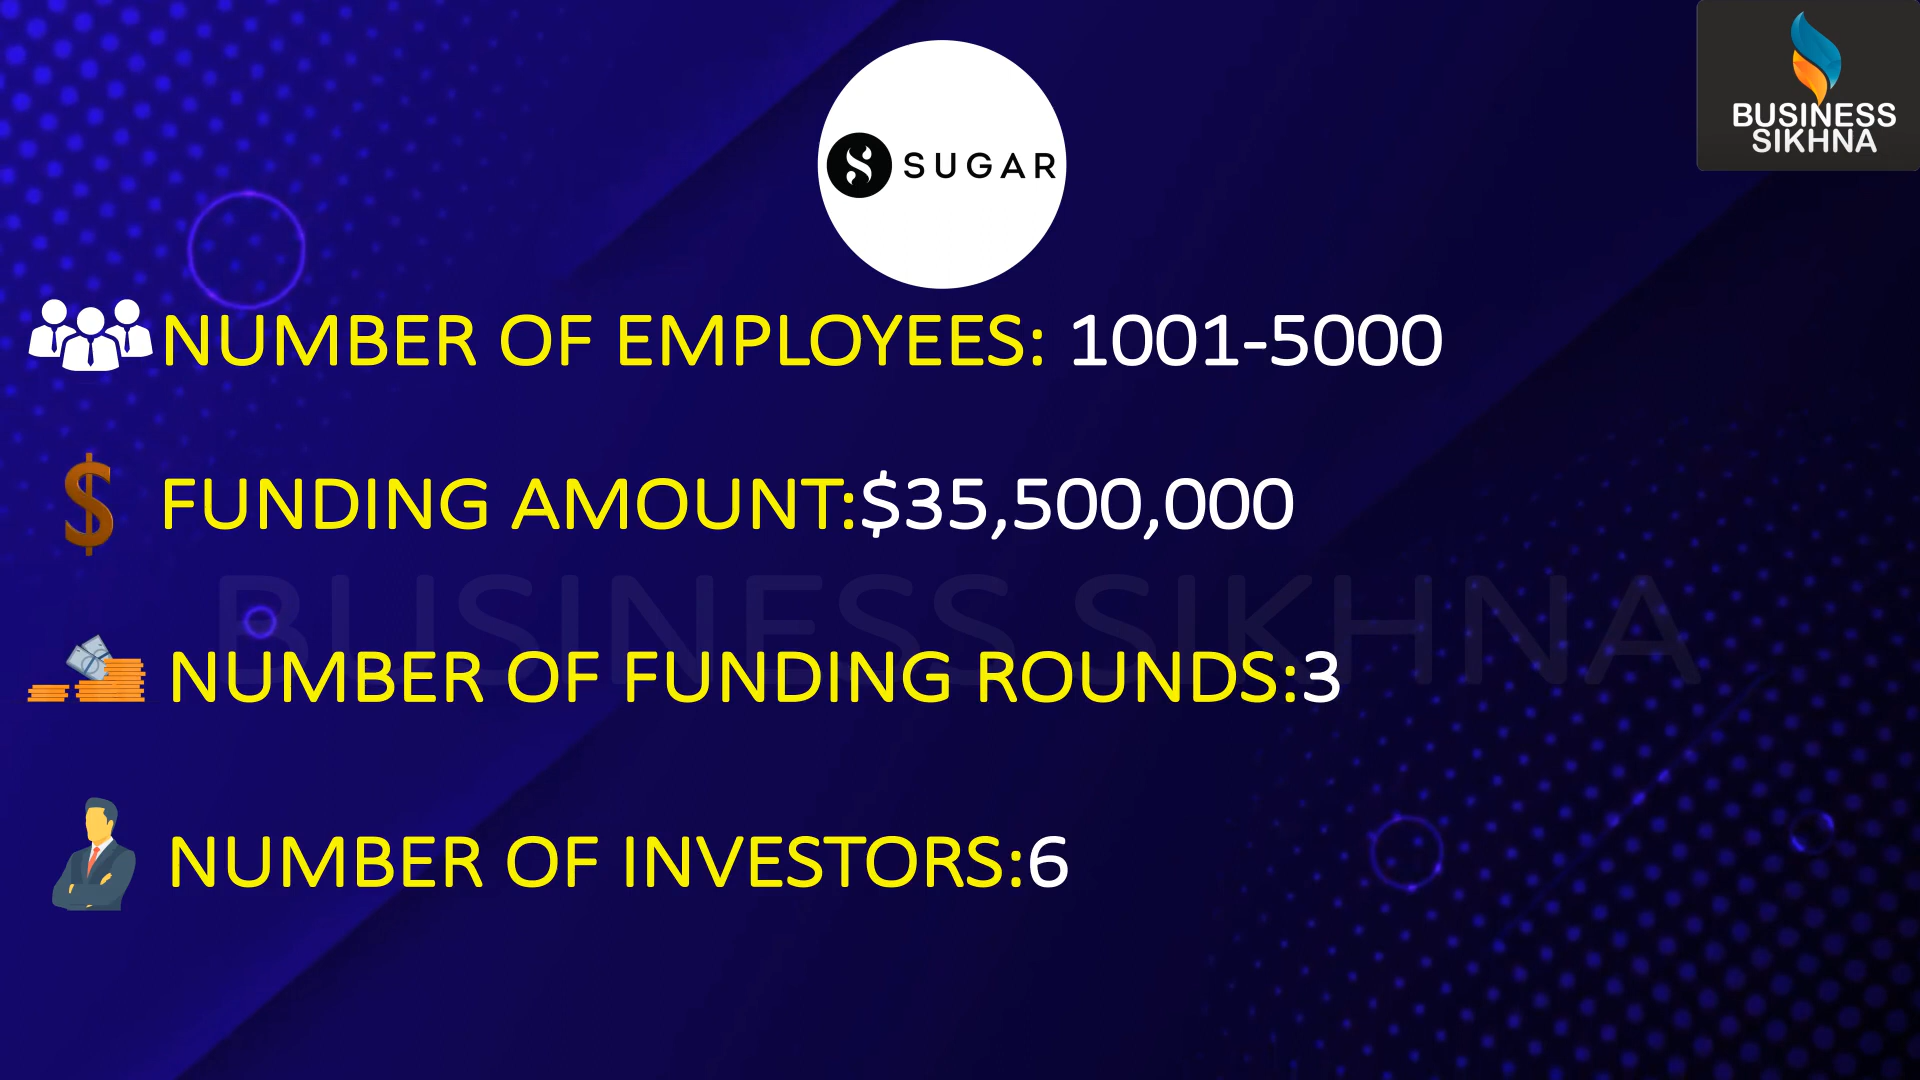 BUSINESS
SIKHNA
SUGAR
NUMBER OF EMPLOYEES: 1001-5000
FUNDING AMOUNT:$35,500,000
BUSINESS SIKHNA
NUMBER OF FUNDING ROUNDS:3
NUMBER OF INVESTORS:6